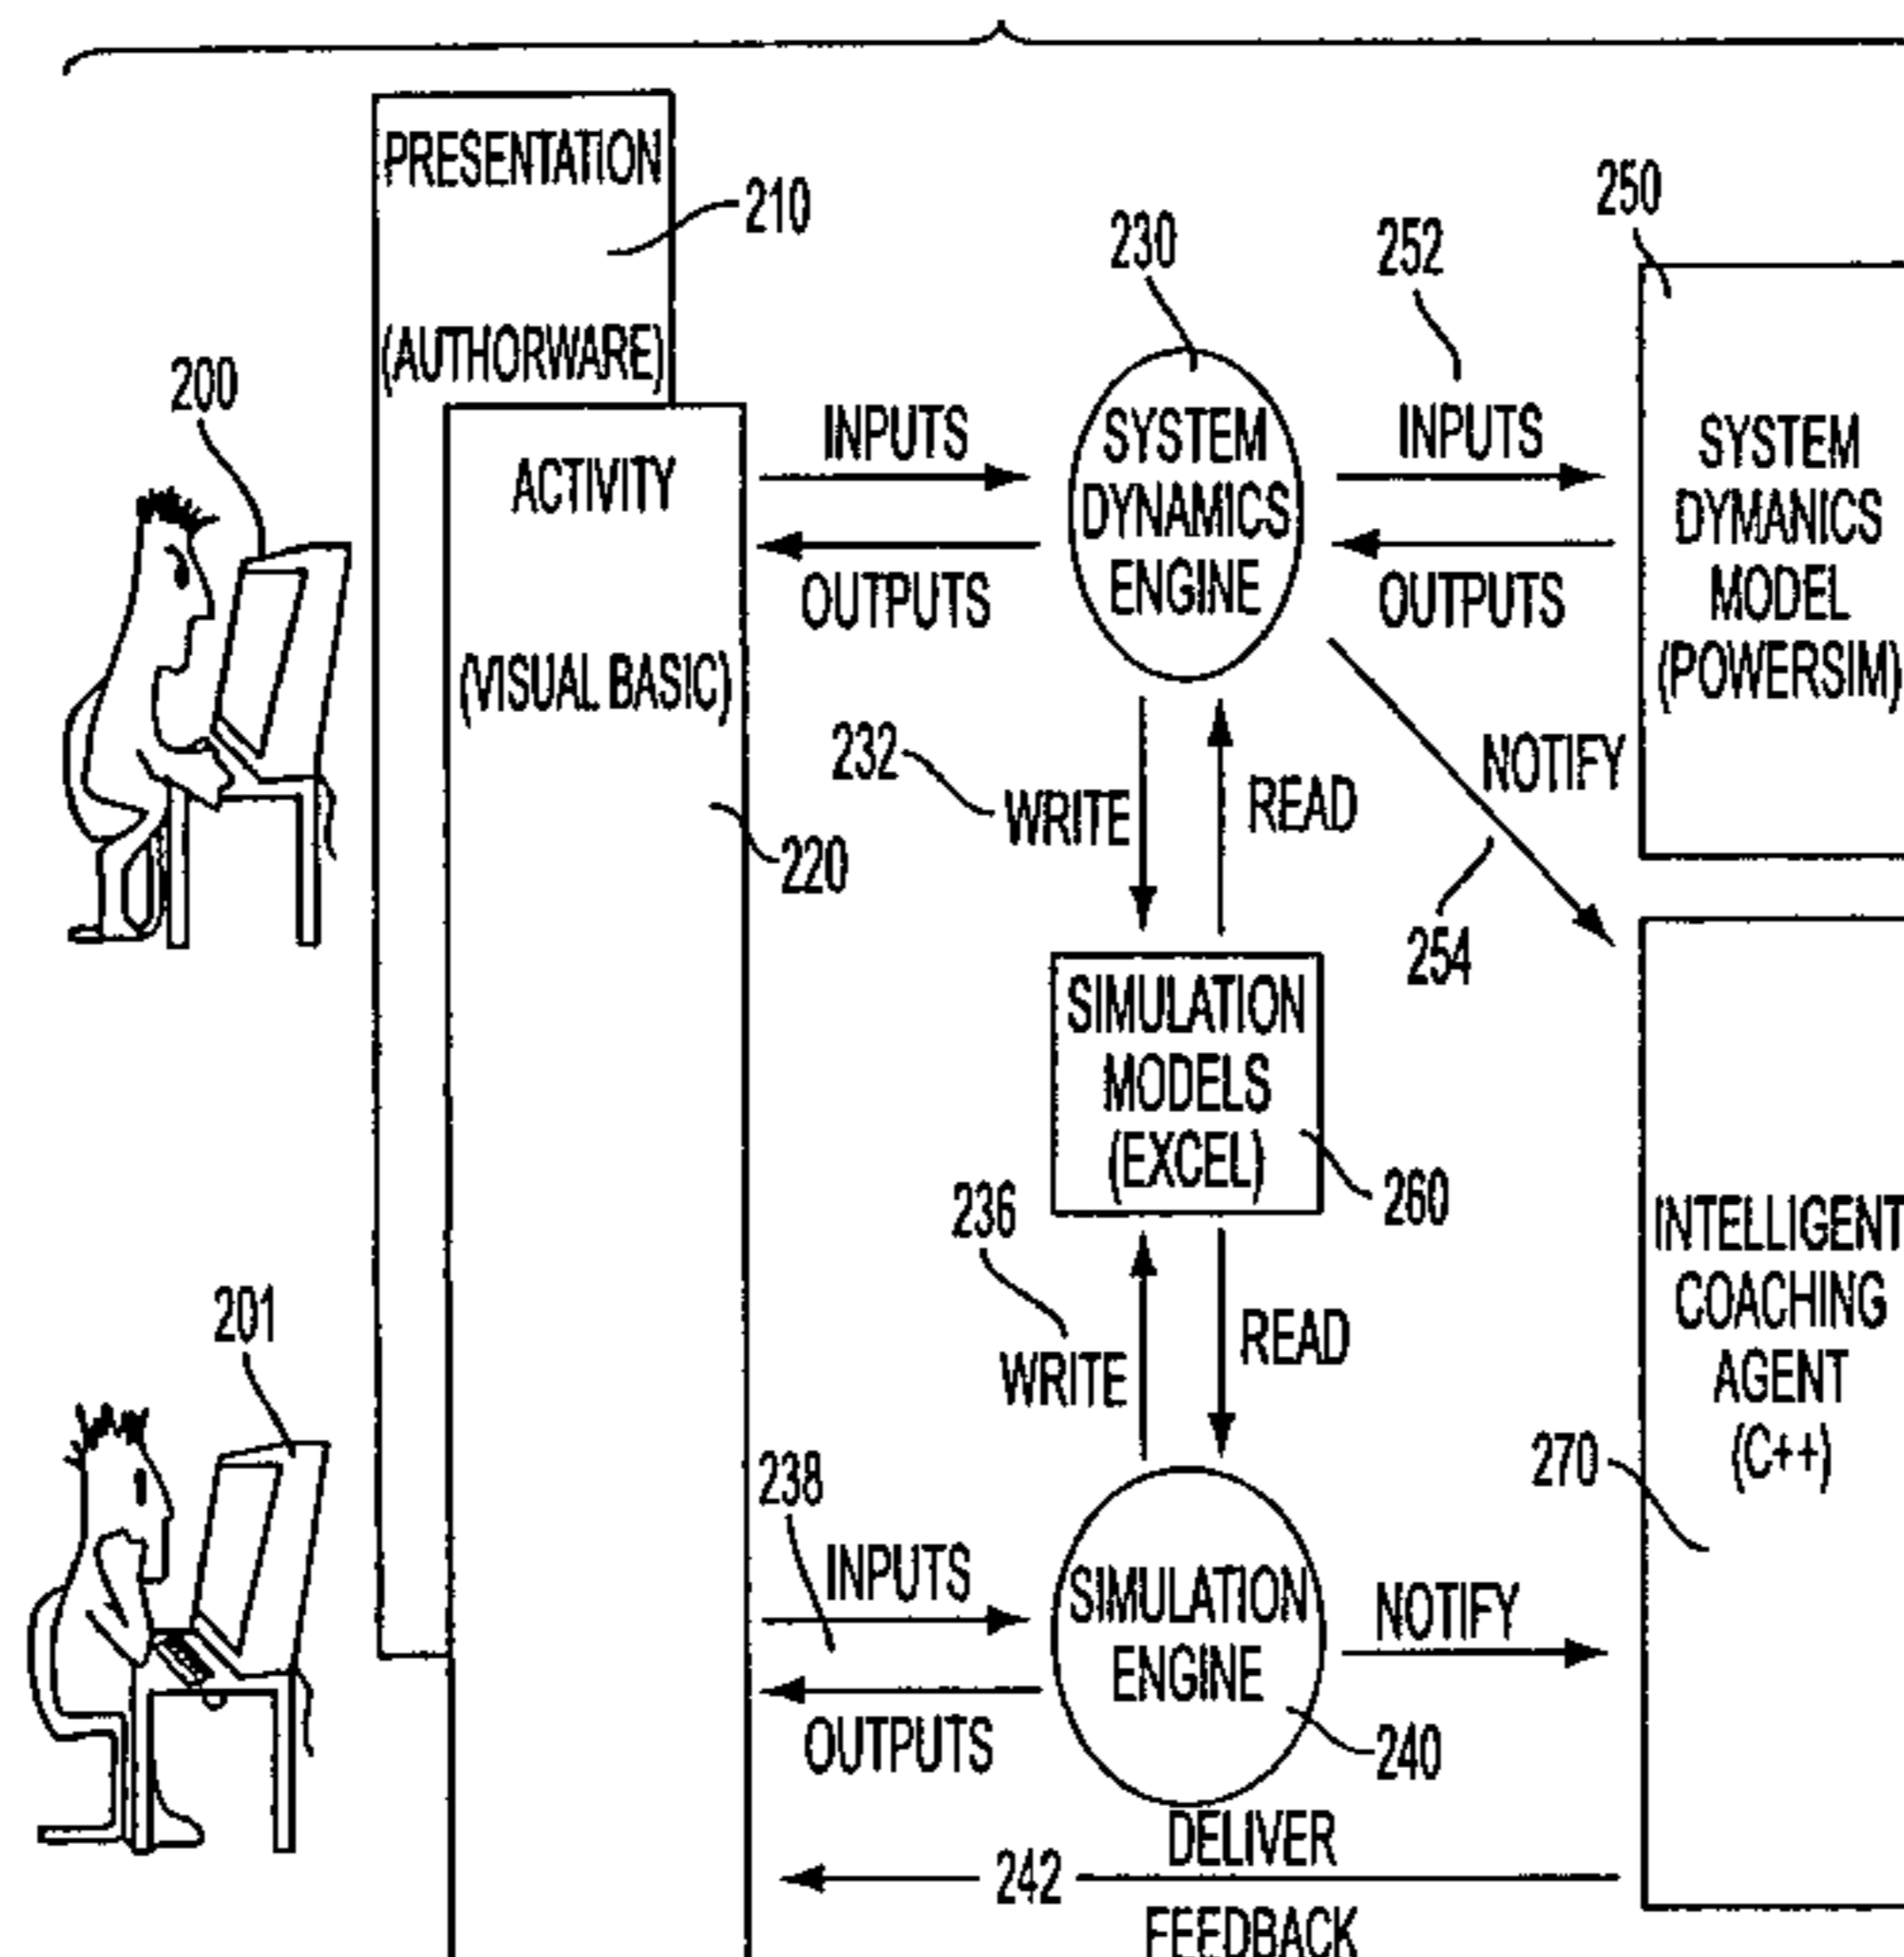 PRESENTATION
(AUTHORWARE)
210
200
ACTIVITY
(VISUAL BASIC)
220
INPUTS
OUTPUTS
230
SYSTEM
DYNAMICS
ENGINE
252
INPUTS
OUTPUTS
250
SYSTEM
DYMANICS
MODEL
(POWERSIM)
232
WRITE
READ
NOTIFY
254
SIMULATION
MODELS
(EXCEL)
260
236
WRITE
READ
INTELLIGENT
COACHING
AGENT
(C++)
270
201
238
INPUTS
OUTPUTS
SIMULATION
ENGINE
240
NOTIFY
242
DELIVER
FEEDBACK